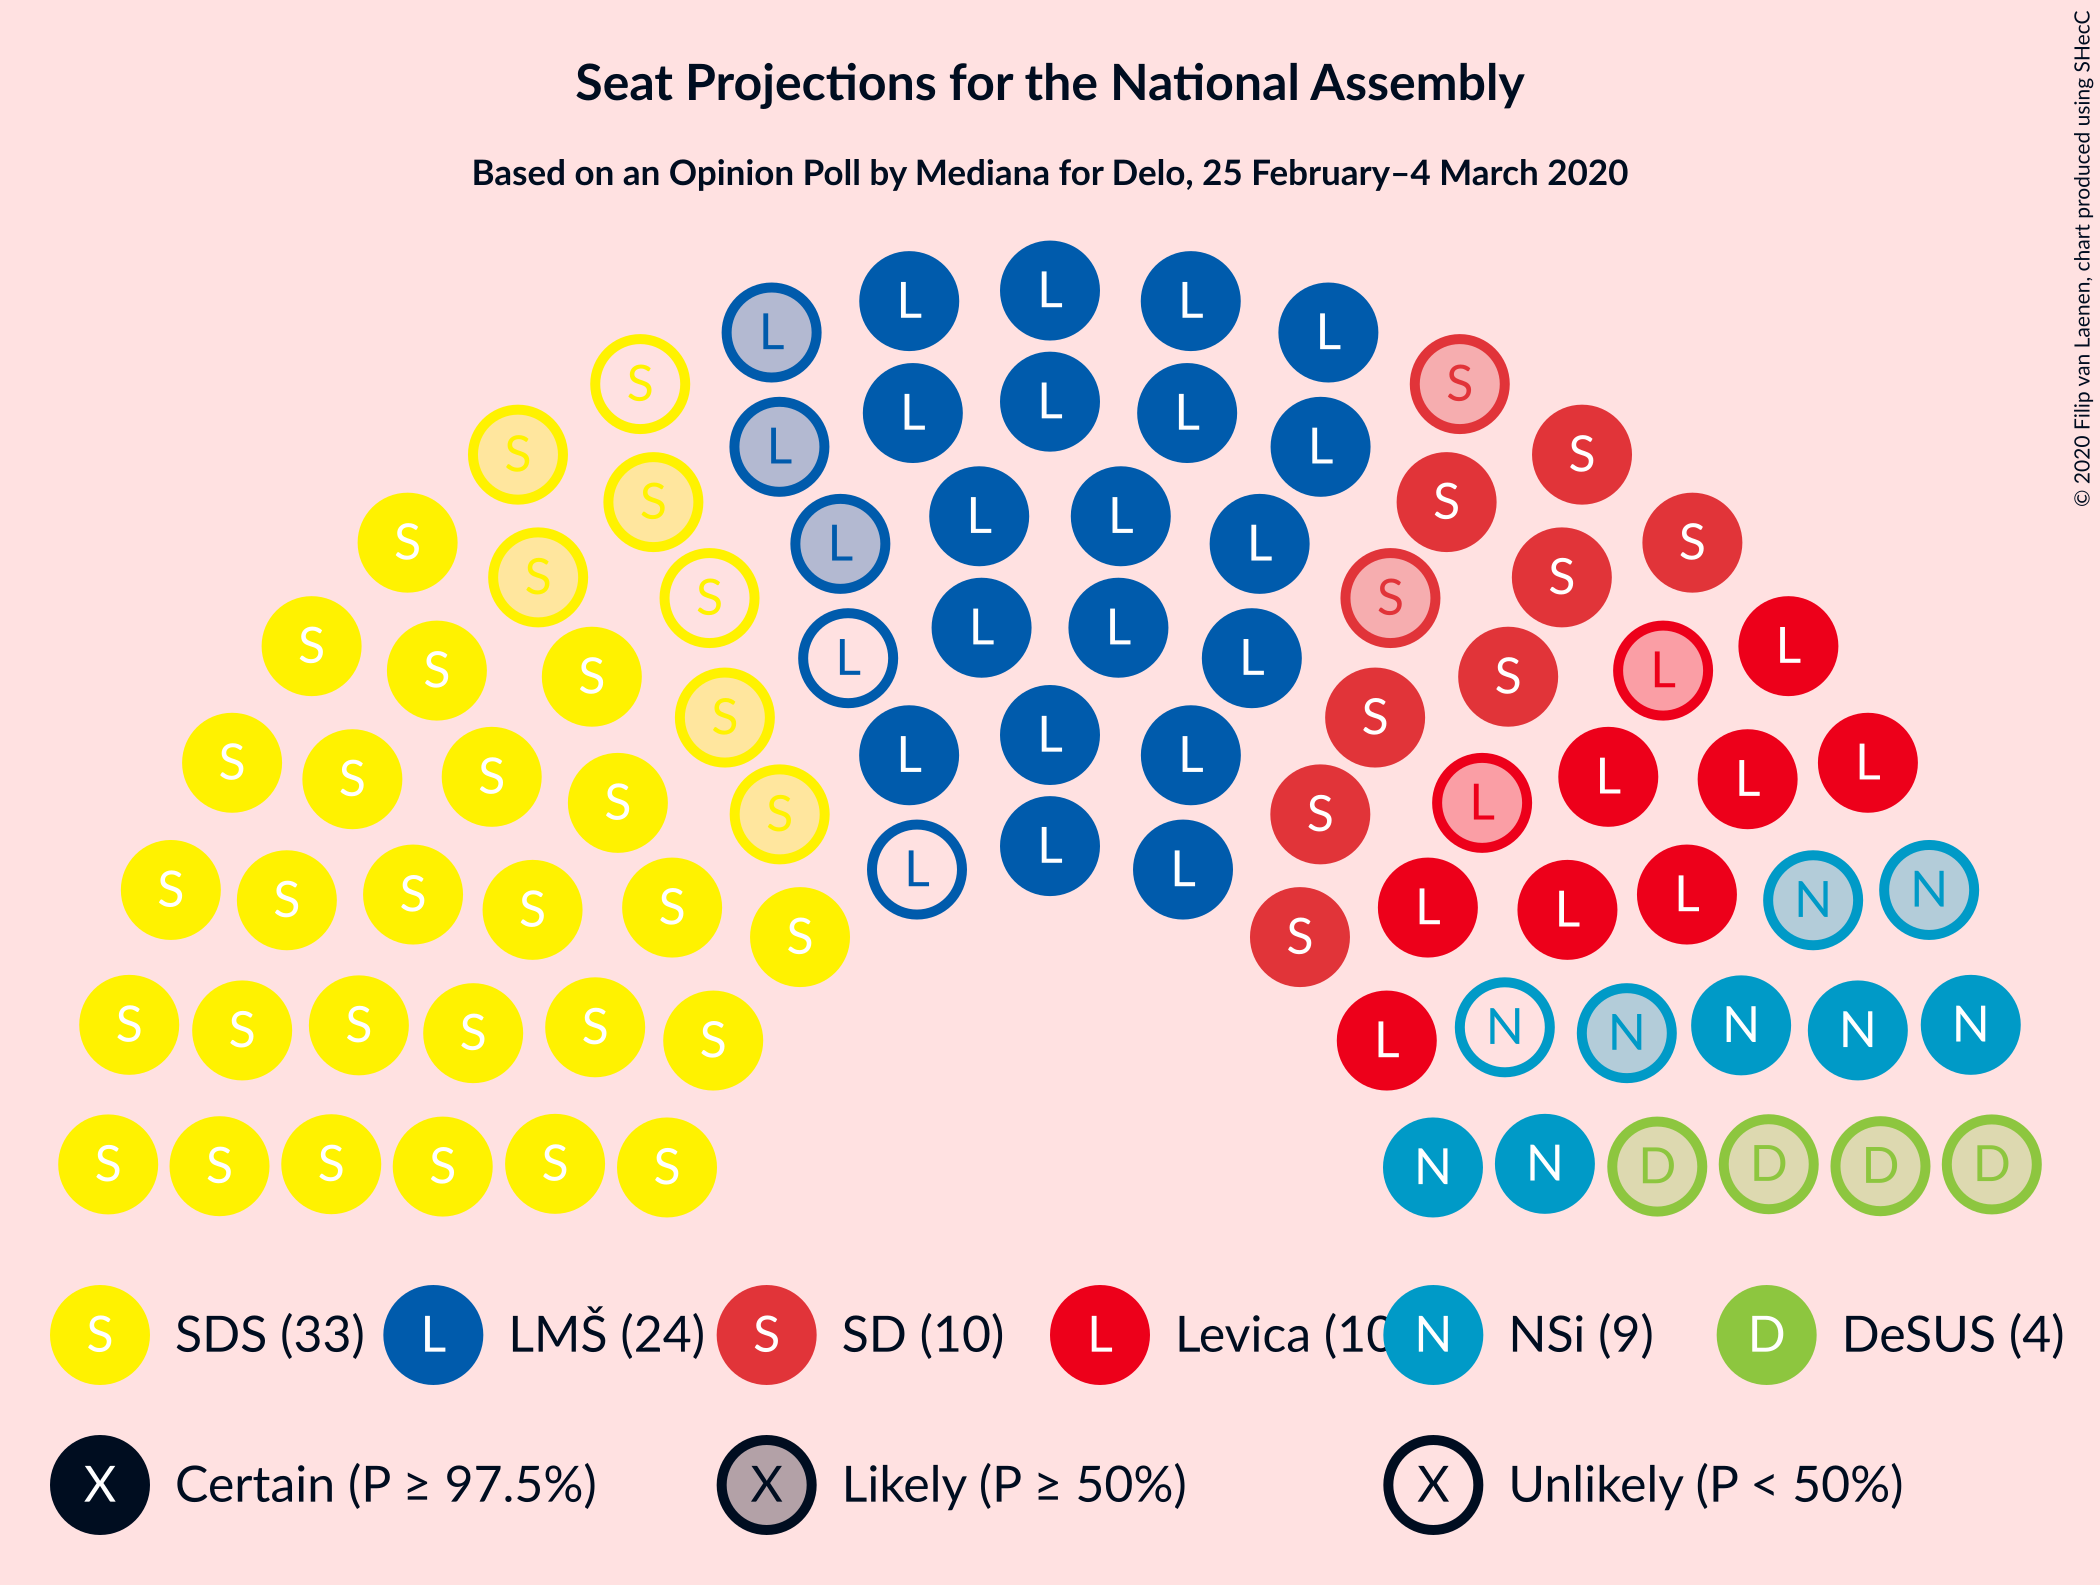 Seat Projections for the National Assembly
Based on an Opinion Poll by Mediana for Delo, 25 February–4 March 2020
© 2020 Filip van Laenen, chart produced using SHecC
L L L L L
S L L L L L S
S S L L L L S S
S S S L L L L S S S
S S S S L L L L S S L L
S S S S S L L L S L L L L
S S S S S S L L L S L L L N N
S S S S S S L N N N N N
S S S S S S N N D D D D
S SDS (33) L LMŠ (24) S SD (10) L Levica (10 N NSi (9) D DeSUS (4)
X Certain (P ≥ 97.5%) X Likely (P ≥ 50%) X Unlikely (P < 50%)